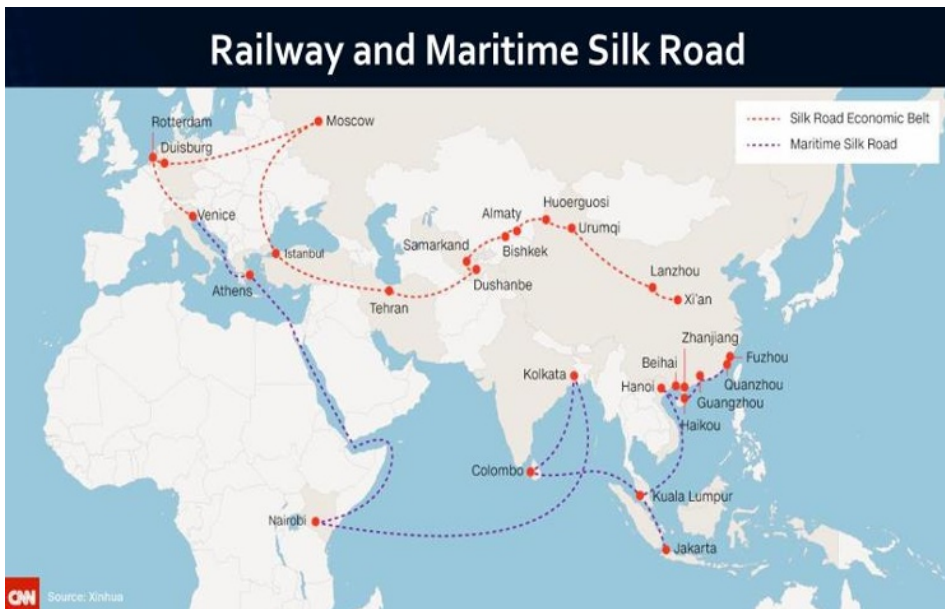 Railway and Maritime Silk Road
Silk Road Economic Belt
Maritime Silk Road
Rotterdam
Duisburg
Moscow
Venice
Istanbul
Athens
Tehran
Samarkand
Dushanbe
Almaty
Bishkek
Huoerguosi
Urumqi
Lanzhou
Xi'an
Zhanjiang
Beihai
Fuzhou
Hanoi
Quanzhou
Guangzhou
Haikou
Kolkata
Colombo
Kuala Lumpur
Nairobi
Jakarta
CNN
Source: Xinhua